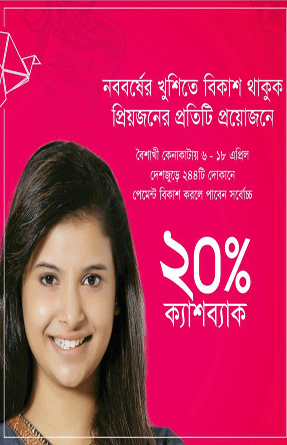 নববর্ষের খুশিতে বিকাশ থাকুক
প্রিয়জনের প্রতিটি প্রয়োজনে
বৈশাখী কেনাকাটায় ৬ - ১৮ এপ্রিল
দেশজুড়ে ২৪৪টি দোকানে
পেমেন্ট বিকাশ করলে পাবেন সর্বোচ্চ
২০%
ক্যাশব্যাক